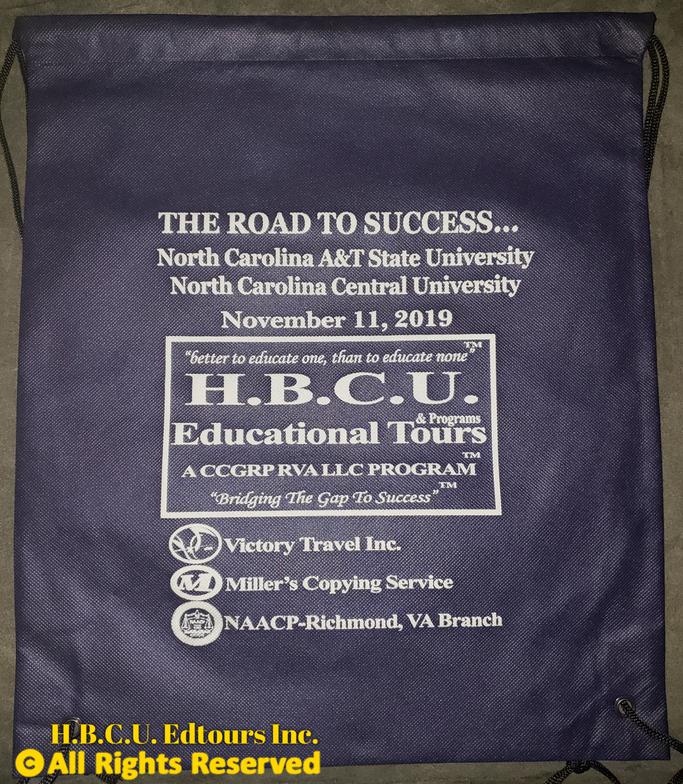 THE ROAD TO SUCCESS...
North Carolina A&T State University
North Carolina Central University
November 11, 2019
"better to educate one, than to educate none"™
H.B.C.U.
& Programs
Educational Tours
A CCGRP RVA LLC PROGRAM™
"Bridging The Gap To Success"™
Victory Travel Inc.
M Miller's Copying Service
NAACP-Richmond, VA Branch
H.B.C.U. Edtours Inc.
© All Rights Reserved